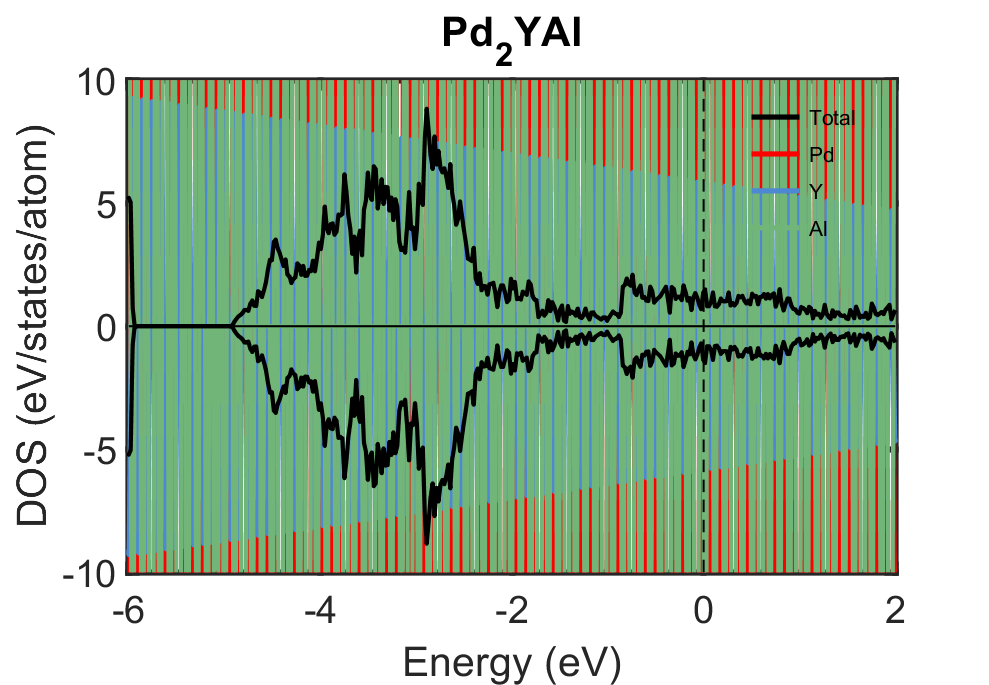 Pd2YAl
10
5
0
-5
-10
DOS (eV/states/atom)
Total
Pd
Y
Al
-6 -4 -2 0 2
Energy (eV)